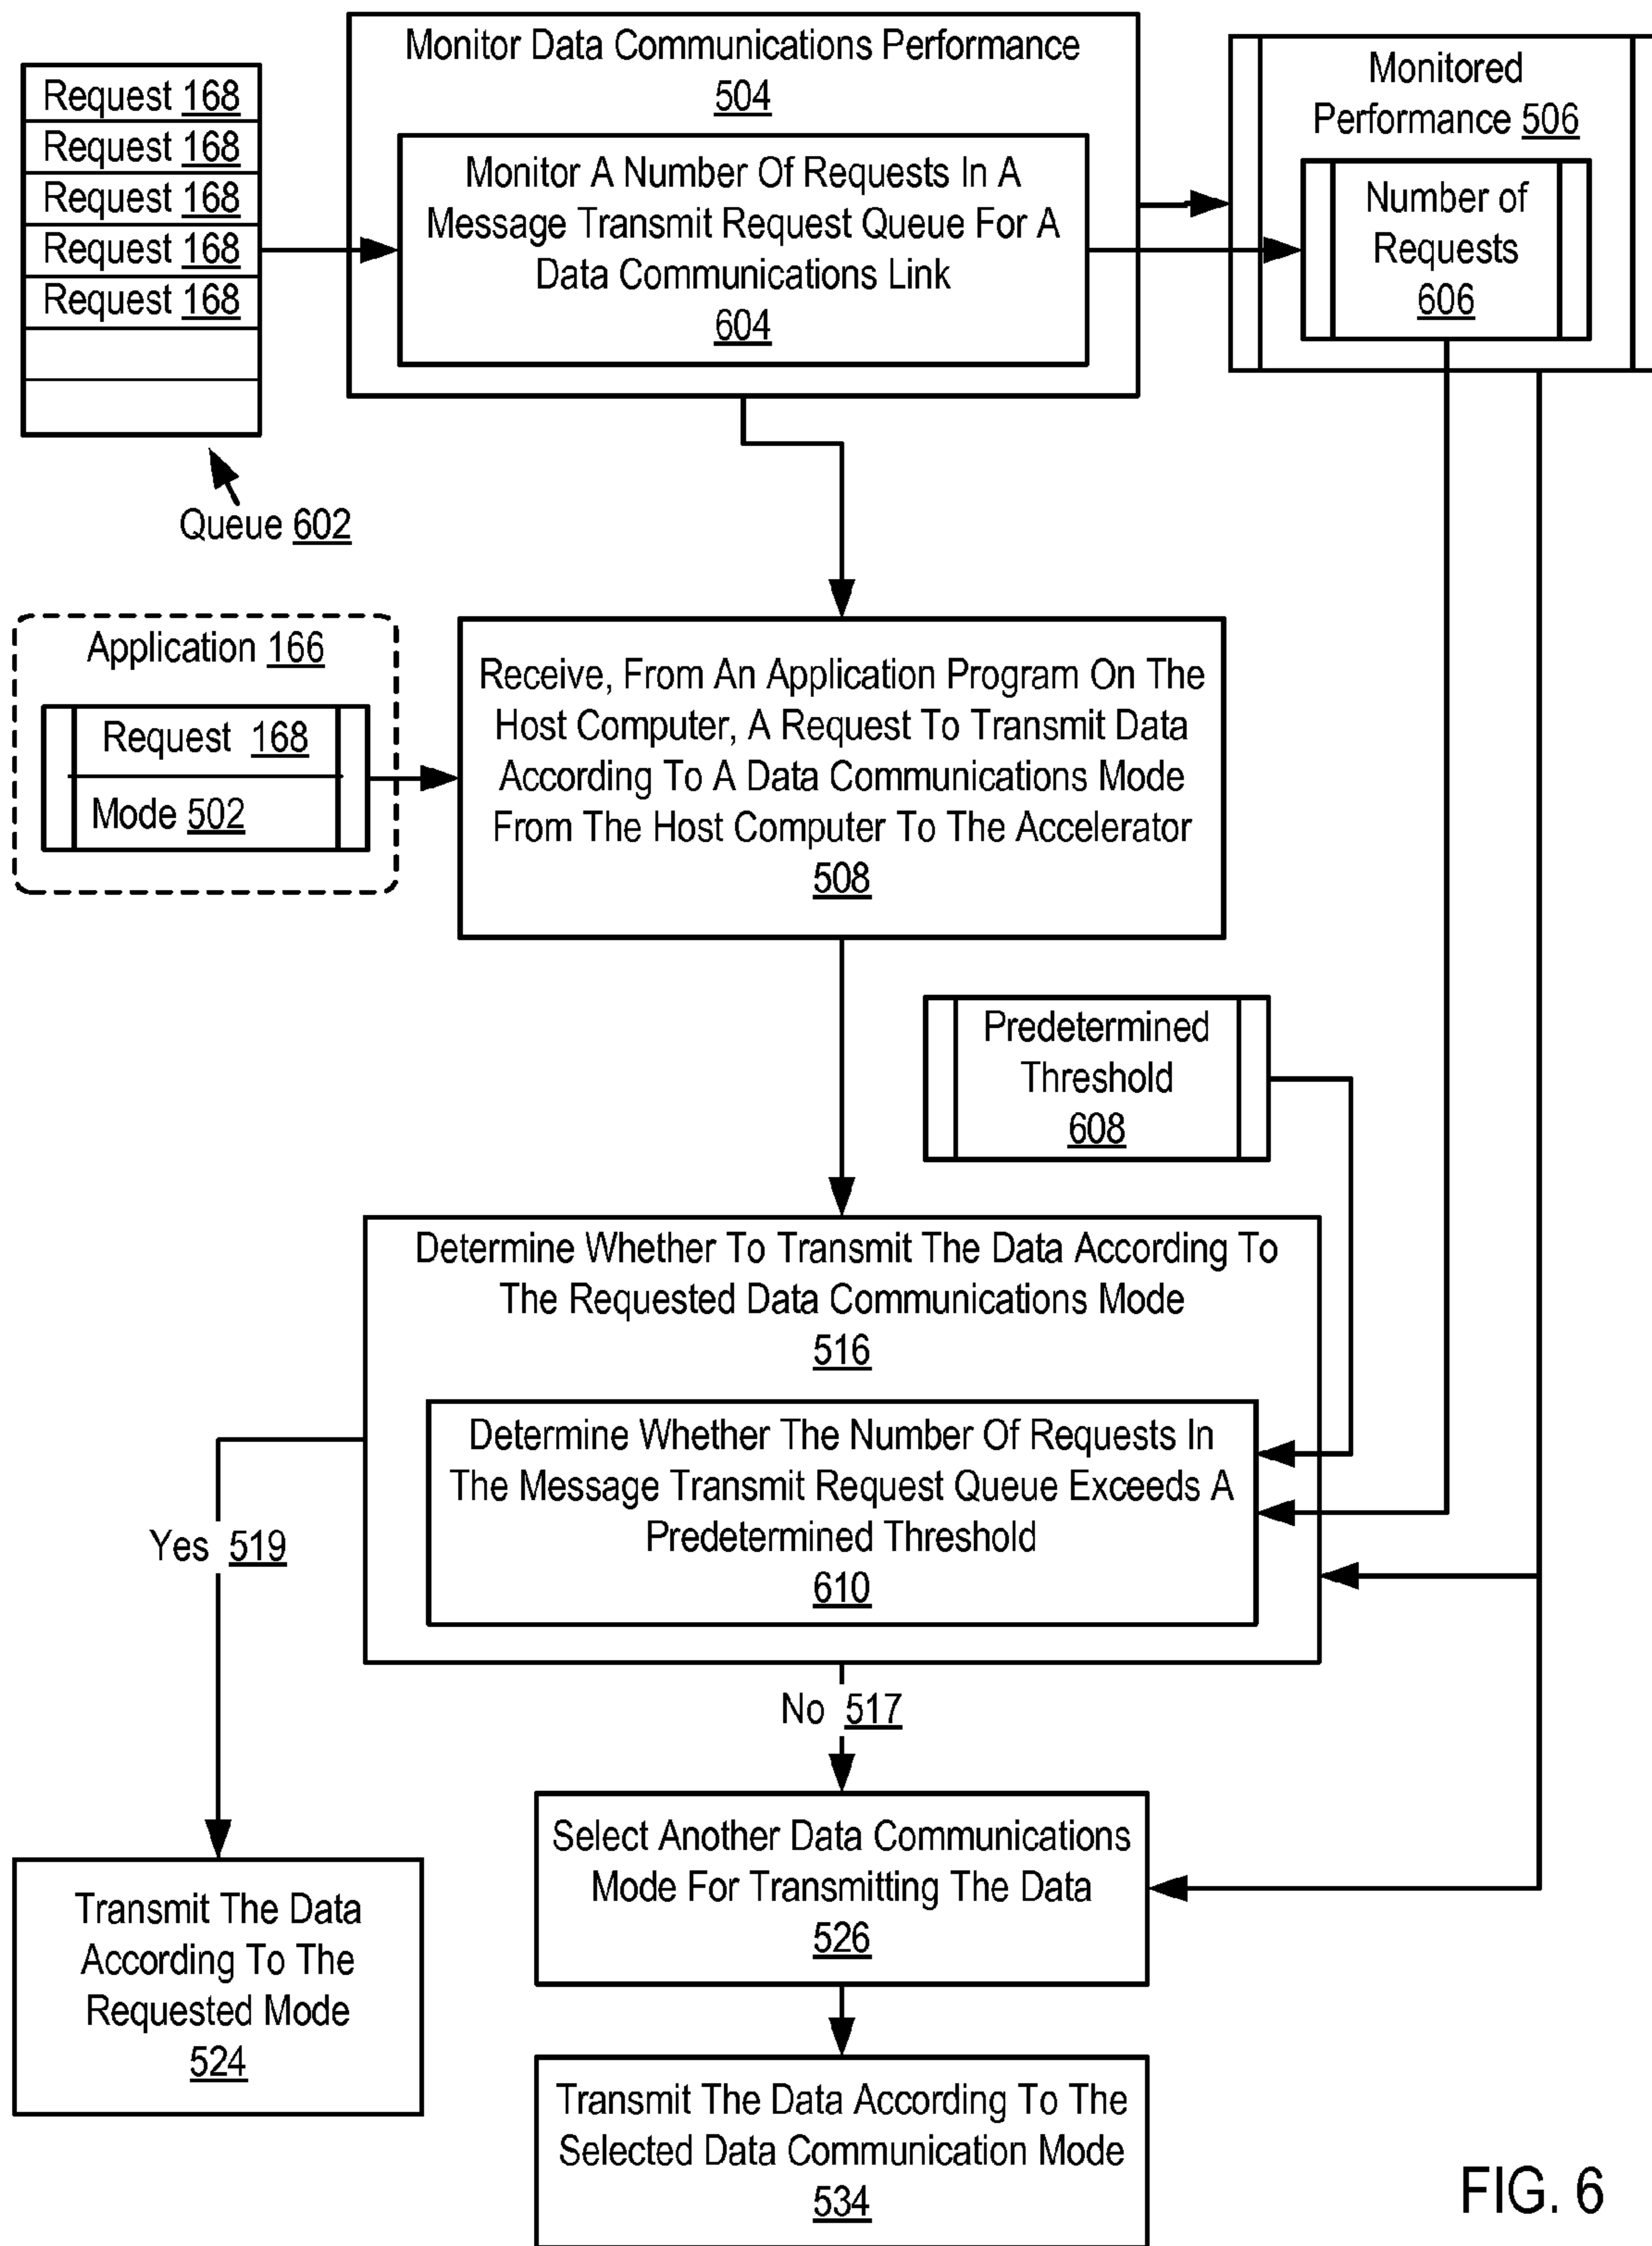 Request 168
Request 168
Request 168
Request 168
Request 168
Queue 602
Monitor Data Communications Performance
504
Monitor A Number Of Requests In A
Message Transmit Request Queue For A
Data Communications Link
604
Monitored
Performance 506
Number of
Requests
606
Application 166
Request 168
Mode 502
Receive, From An Application Program On The
Host Computer, A Request To Transmit Data
According To A Data Communications Mode
From The Host Computer To The Accelerator
508
Predetermined
Threshold
608
Determine Whether To Transmit The Data According To
The Requested Data Communications Mode
516
Determine Whether The Number Of Requests In
The Message Transmit Request Queue Exceeds A
Predetermined Threshold
610
Yes 519
No 517
Transmit The Data
According To The
Requested Mode
524
Select Another Data Communications
Mode For Transmitting The Data
526
Transmit The Data According To The
Selected Data Communication Mode
534
FIG. 6